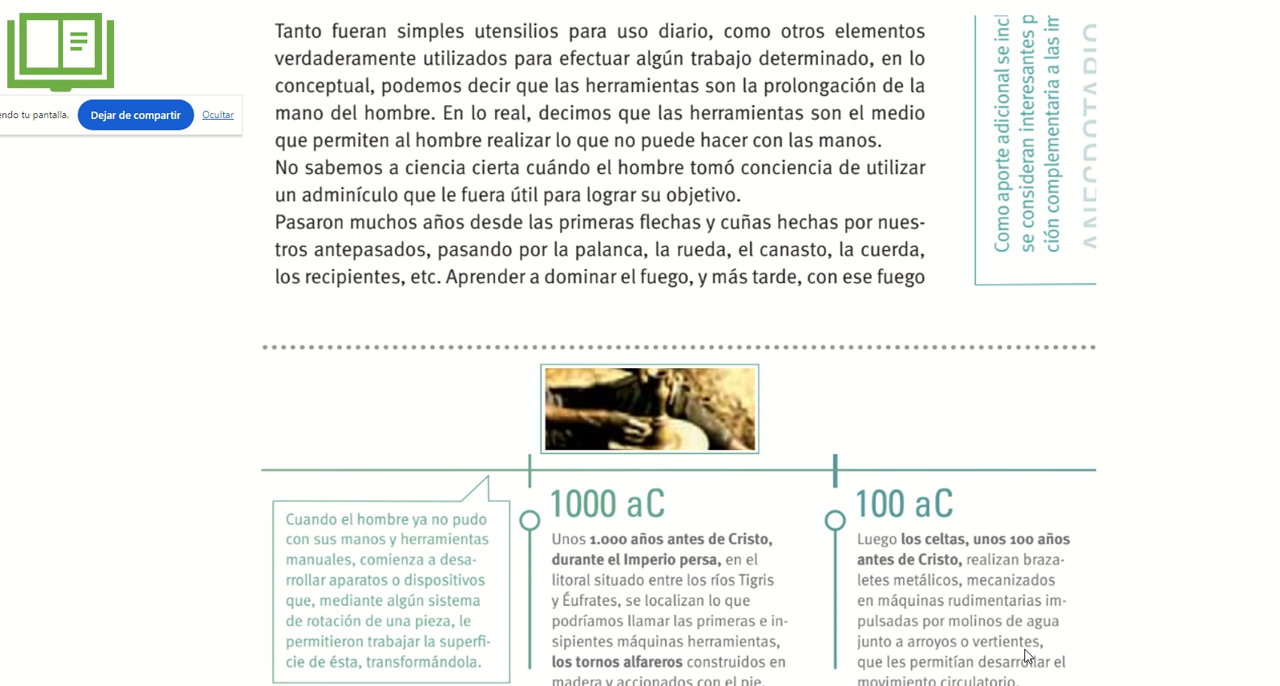 endo tu pantalla.
Dejar de compartir
Ocultar
Tanto fueran simples utensilios para uso diario, como otros elementos
verdaderamente utilizados para efectuar algún trabajo determinado, en lo
conceptual, podemos decir que las herramientas son la prolongación de la
mano del hombre. En lo real, decimos que las herramientas son el medio
que permiten al hombre realizar lo que no puede hacer con las manos.
No sabemos a ciencia cierta cuándo el hombre tomó conciencia de utilizar
un adminículo que le fuera útil para lograr su objetivo.
Pasaron muchos años desde las primeras flechas y cuñas hechas por nues-
tros antepasados, pasando por la palanca, la rueda, el canasto, la cuerda,
los recipientes, etc. Aprender a dominar el fuego, y más tarde, con ese fuego
Como aporte adicional se incl
se consideran interesantes p
ción complementaria a las im
ANECDOTARIO
Cuando el hombre ya no pudo
con sus manos y herramientas
manuales, comienza a desa-
rrollar aparatos o dispositivos
que, mediante algún sistema
de rotación de una pieza, le
permitieron trabajar la superfi-
cie de ésta, transformándola.
1000 aC
Unos 1.000 años antes de Cristo,
durante el Imperio persa, en el
litoral situado entre los ríos Tigris
y Éufrates, se localizan lo que
podríamos llamar las primeras e in-
sipientes máquinas herramientas,
los tornos alfareros construidos en
madera y accionados con el pie.
100 aC
Luego los celtas, unos 100 años
antes de Cristo, realizan braza-
letes metálicos, mecanizados
en máquinas rudimentarias im-
pulsadas por molinos de agua
junto a arroyos o vertientes,
que les permitían desarrollar el
movimiento circulatorio.